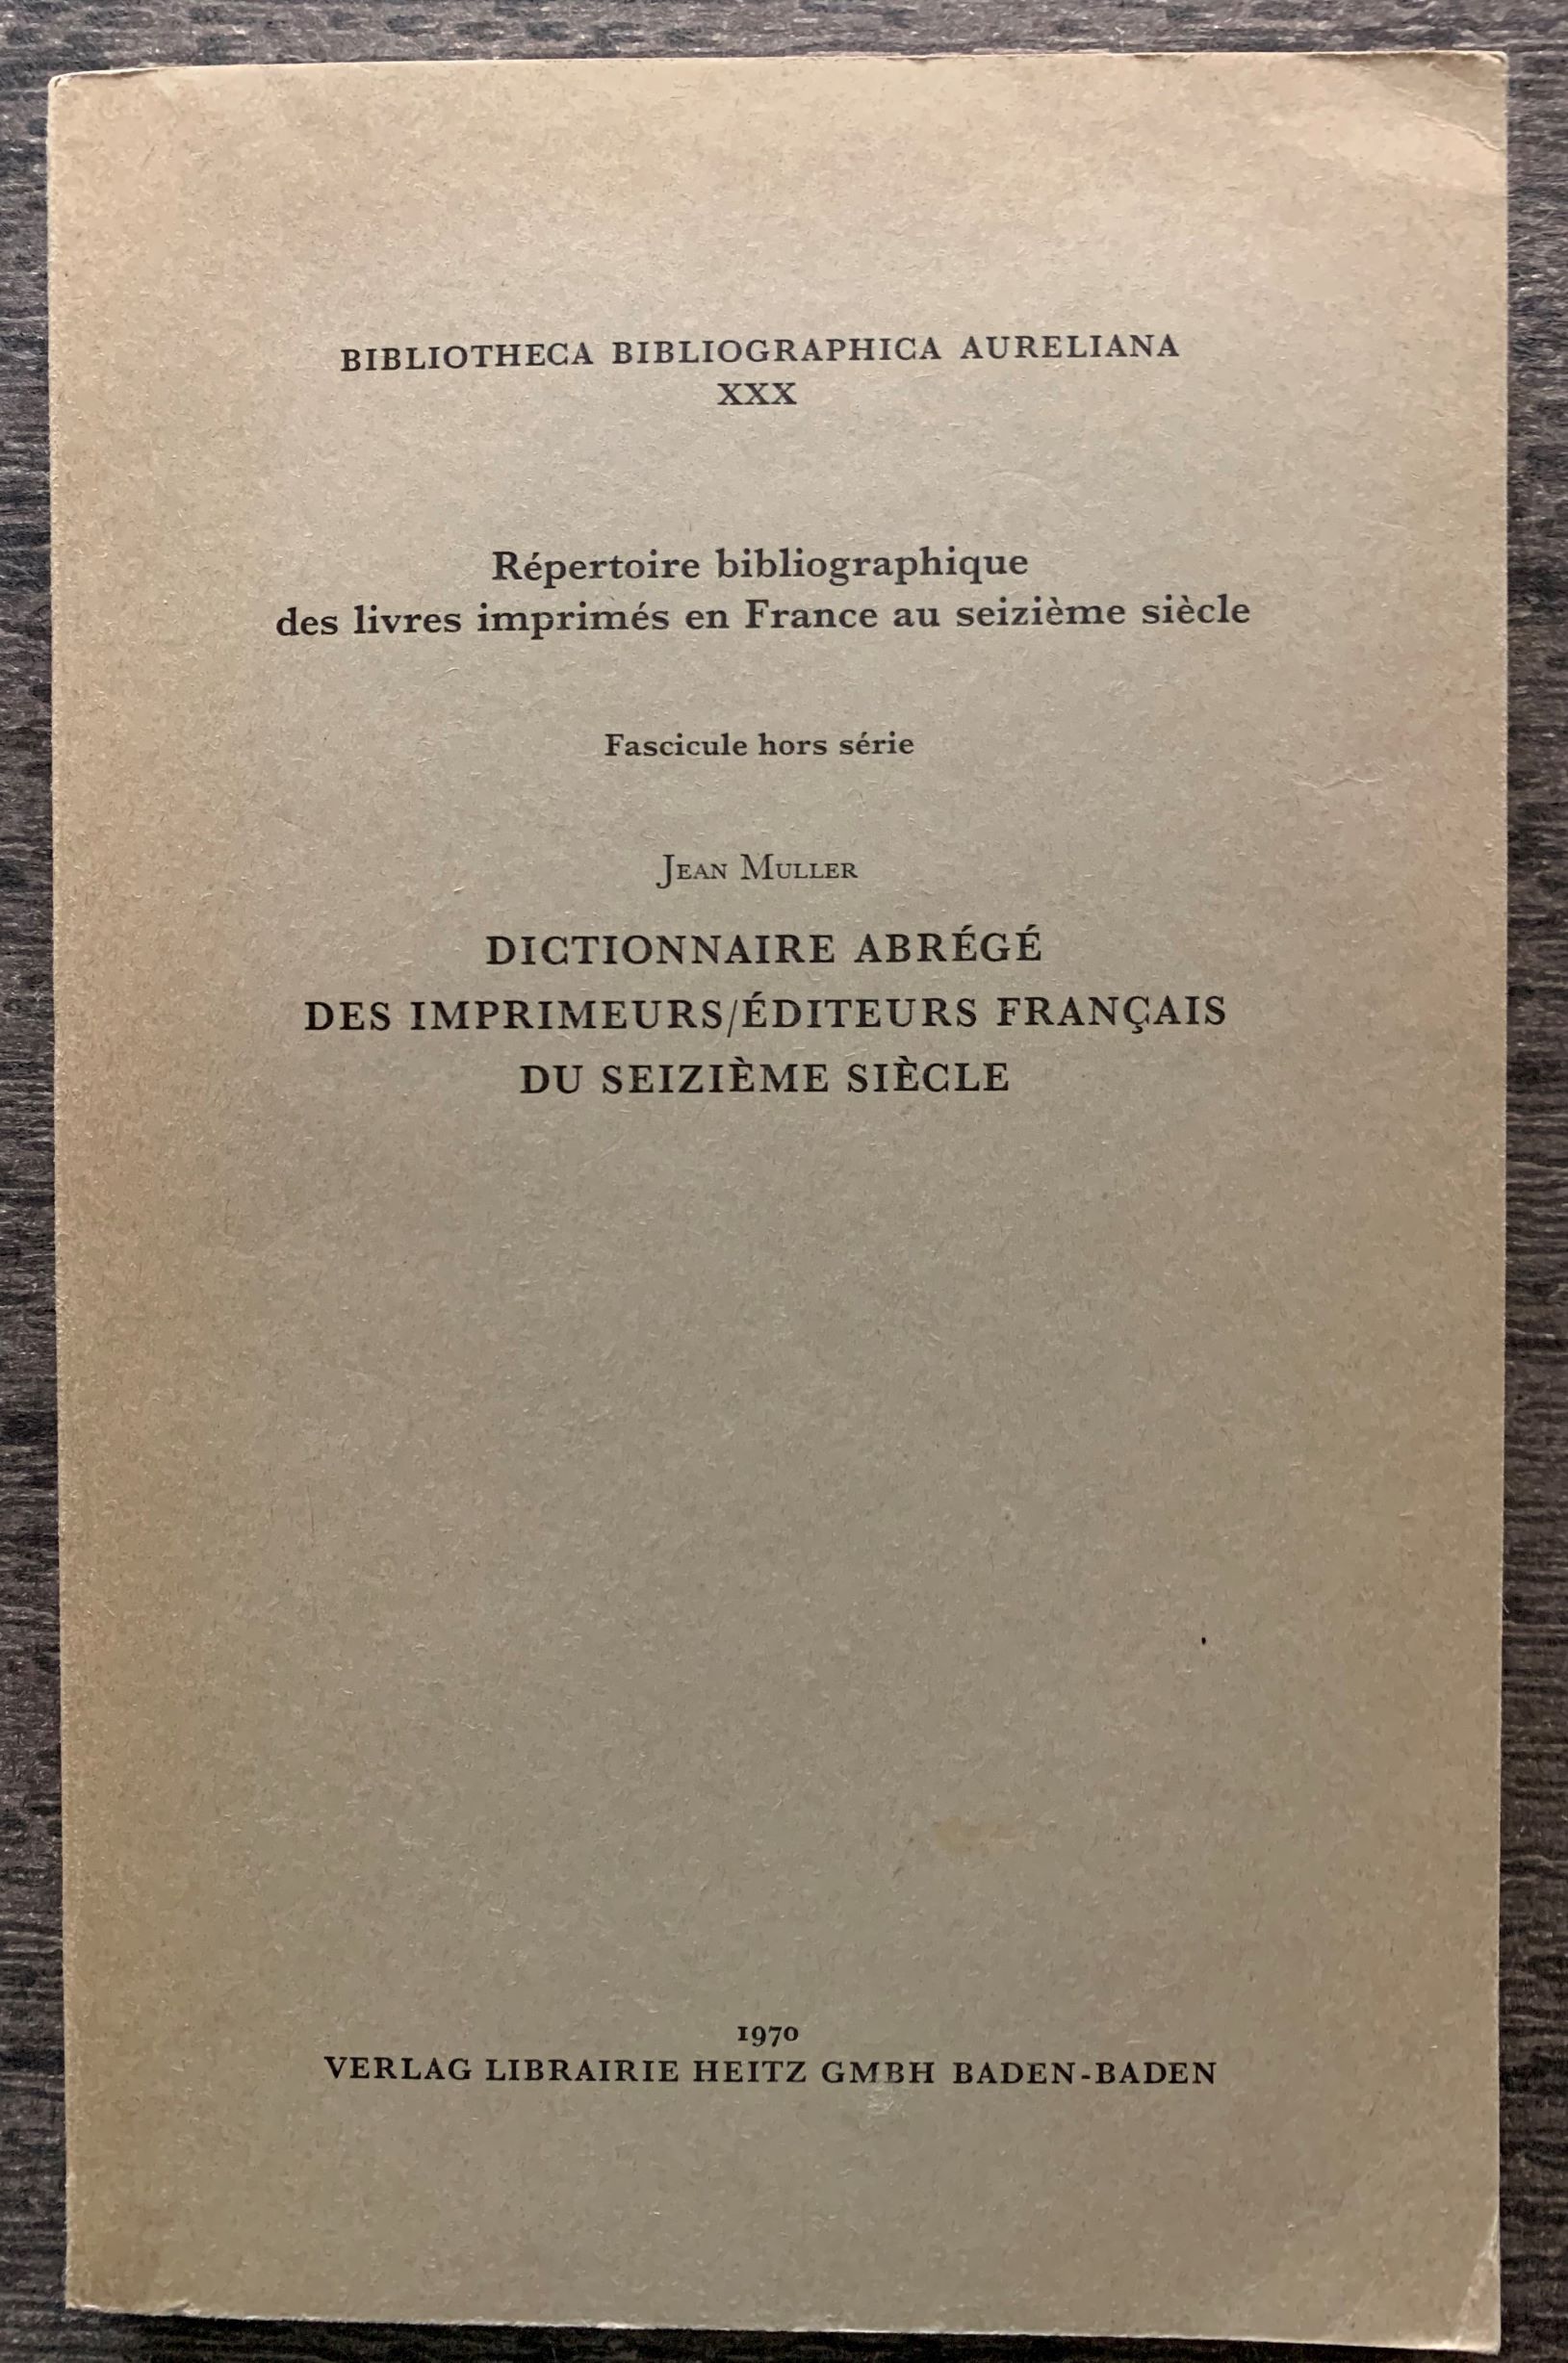 BIBLIOTHECA BIBLIOGRAPHICA AURELIANA
XXX
Répertoire bibliographique
des livres imprimés en France au seizième siècle
Fascicule hors série
JEAN MULLER
DICTIONNAIRE ABRÉGÉ
DES IMPRIMEURS/ÉDITEURS FRANÇAIS
DU SEIZIÈME SIÈCLE
1970
VERLAG LIBRAIRIE HEITZ GMBH BADEN-BADEN